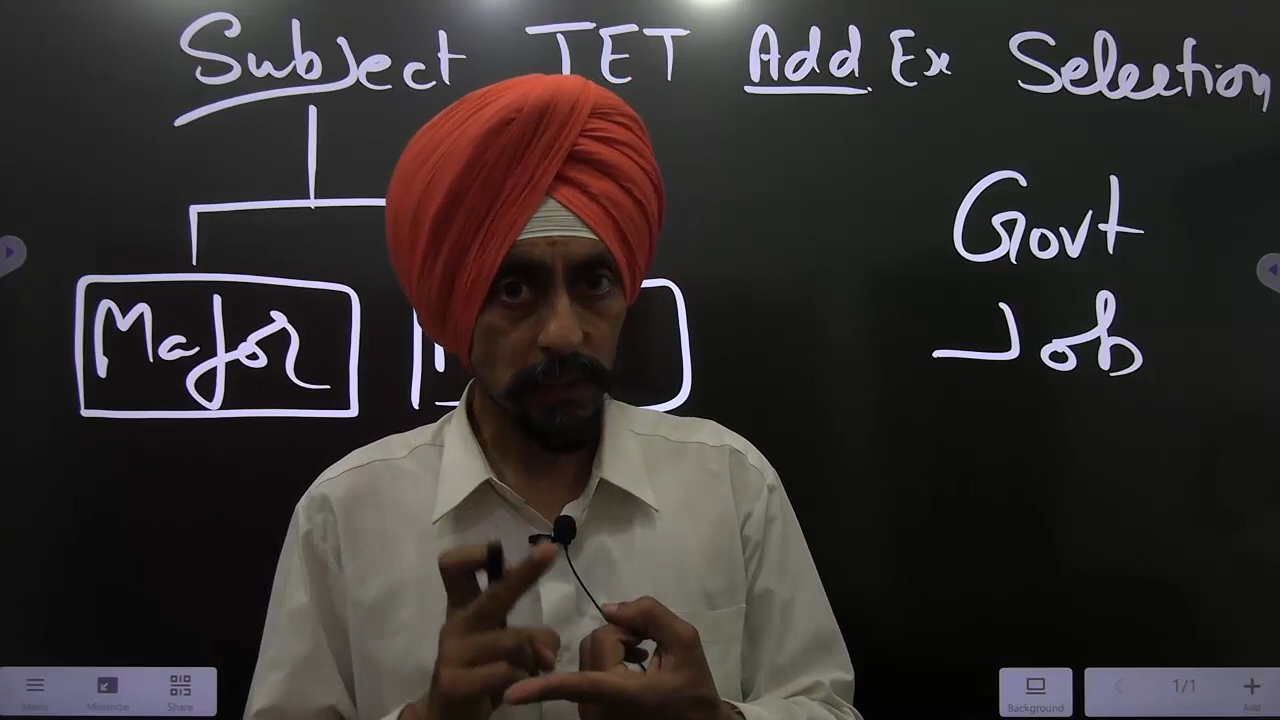 Subject TET Add Ex Selection
Govt
Job
Major
Menu
Minimize
Share
Background
1/1
Add